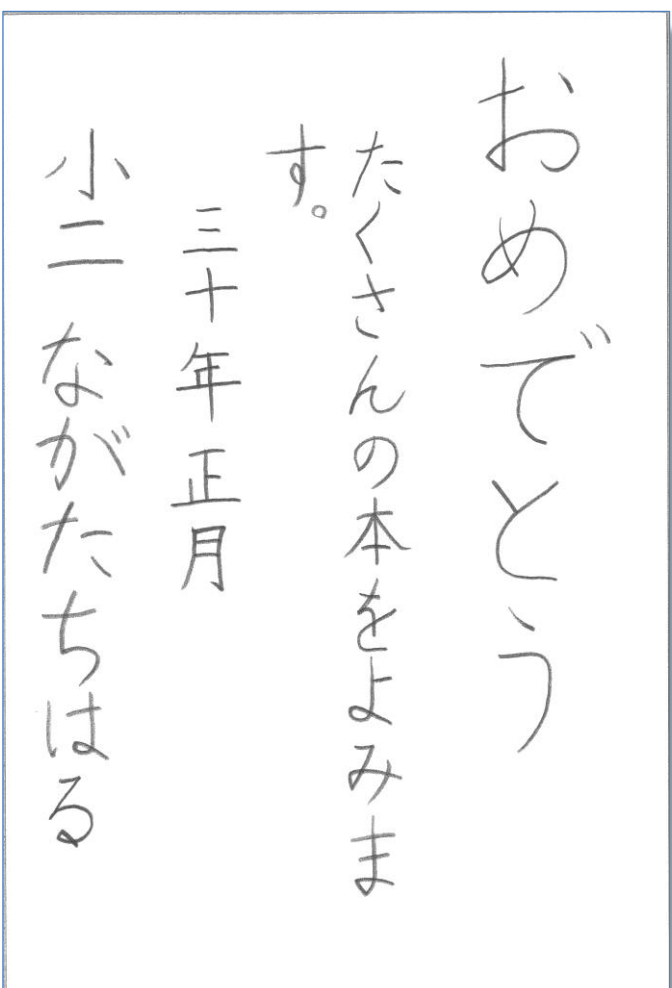 おめでとう
たくさんの本をよみま
す。
三十年正月
小二 ながたちはる